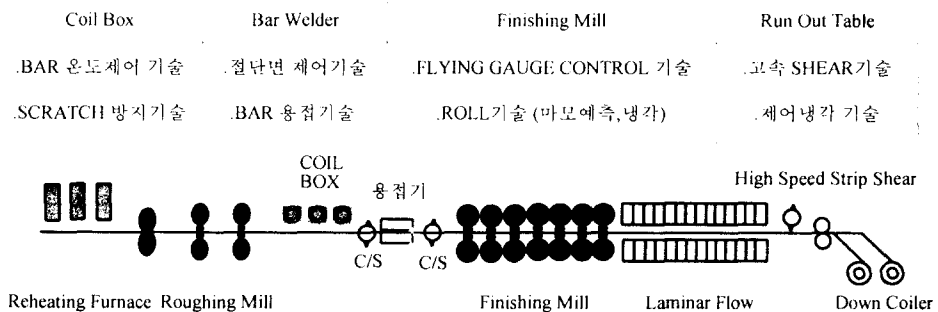 Coil Box Bar Welder Finishing Mill Run Out Table
.BAR 온도제어 기술 .절단면 제어기술 .FLYING GAUGE CONTROL 기술 .고속 SHEAR기술
.SCRATCH 방지기술 .BAR 용접기술 .ROLL기술 (마모예측,냉각) .제어냉각 기술
COIL
BOX
용접기
High Speed Strip Shear
C/S C/S
Reheating Furnace Roughing Mill Finishing Mill Laminar Flow Down Coiler